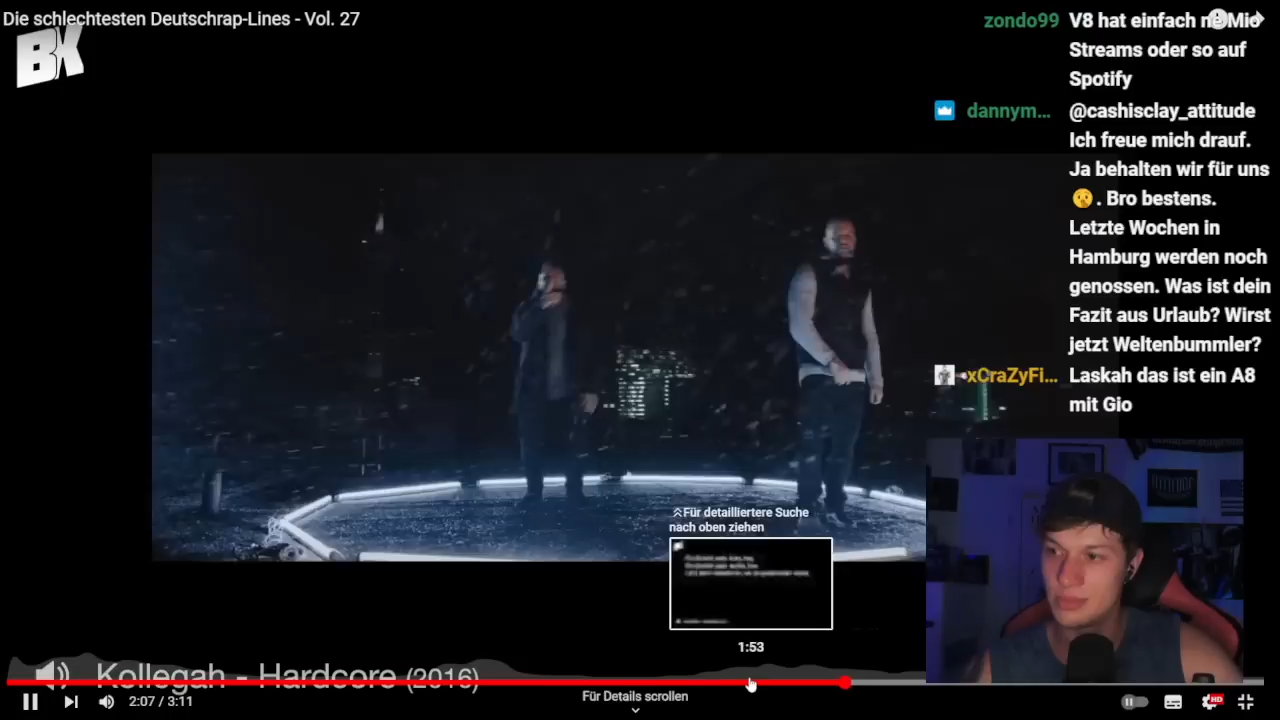 Die schlechtesten Deutschrap-Lines - Vol. 27
BK
zondo99 V8 hat einfach ne Mio
Streams oder so auf
Spotify
dannym... @cashisclay_attitude
Ich freue mich drauf.
Ja behalten wir für uns
🤫. Bro bestens.
Letzte Wochen in
Hamburg werden noch
genossen. Was ist dein
Fazit aus Urlaub? Wirst
jetzt Weltenbummler?
xCraZyFi... Laskah das ist ein A8
mit Gio
Für detailliertere Suche
nach oben ziehen
1:53
Kollegah - Hardcore (2016)
2:07 / 3:11
Für Details scrollen
HD